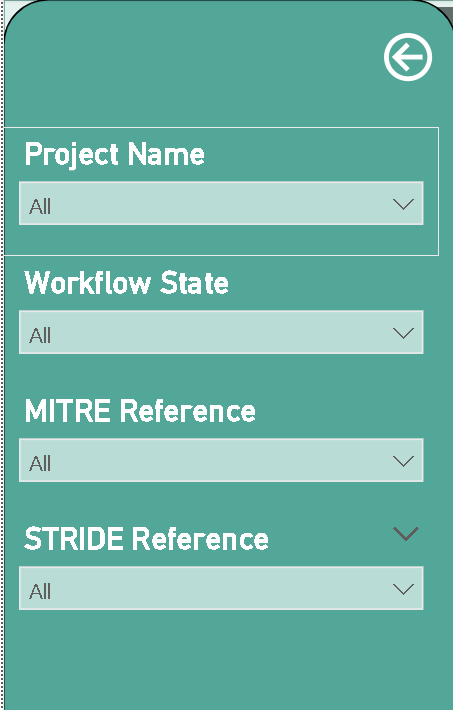 Project Name
All
Workflow State
All
MITRE Reference
All
STRIDE Reference
All